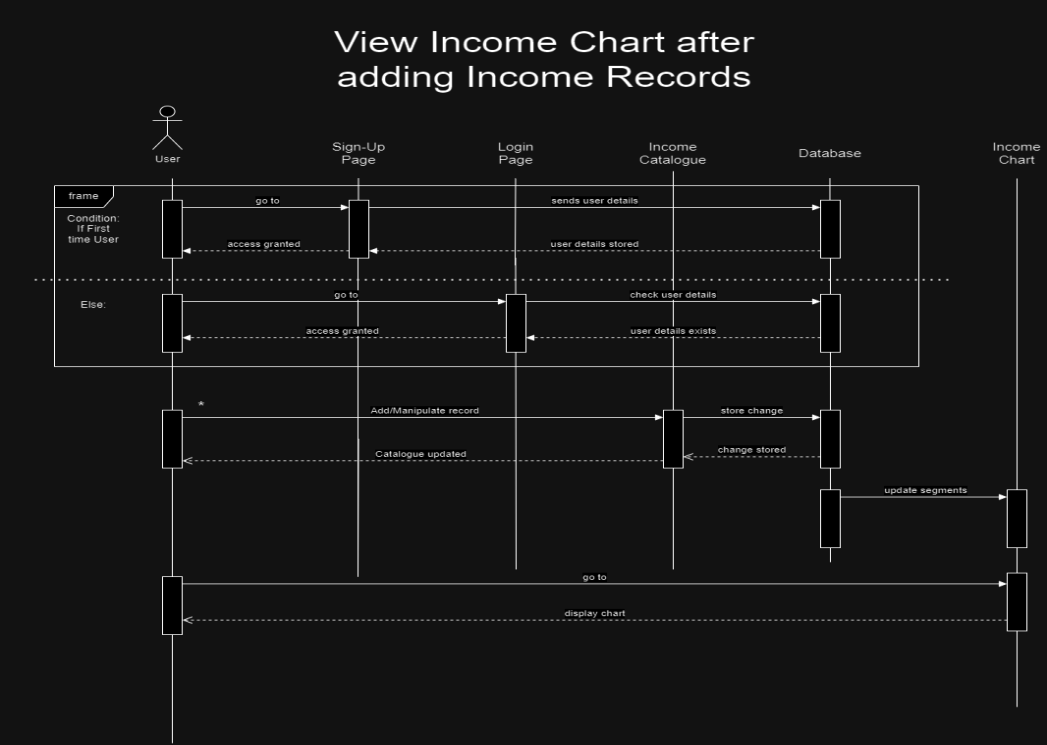 View Income Chart after
adding Income Records
User
Sign-Up
Page
Login
Page
Income
Catalogue
Database
Income
Chart
frame
Condition:
If First
time User
go to
sends user details
access granted
user details stored
Else:
go to
check user details
access granted
user details exists
*
Add/Manipulate record
store change
Catalogue updated
change stored
update segments
go to
display chart